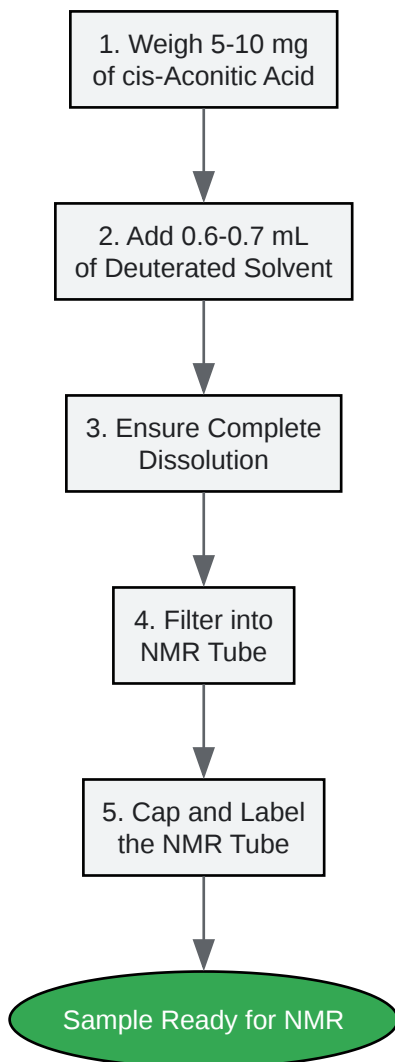 1. Weigh 5-10 mg
of cis-Aconitic Acid
2. Add 0.6-0.7 mL
of Deuterated Solvent
3. Ensure Complete
Dissolution
4. Filter into
NMR Tube
5. Cap and Label
the NMR Tube
Sample Ready for NMR